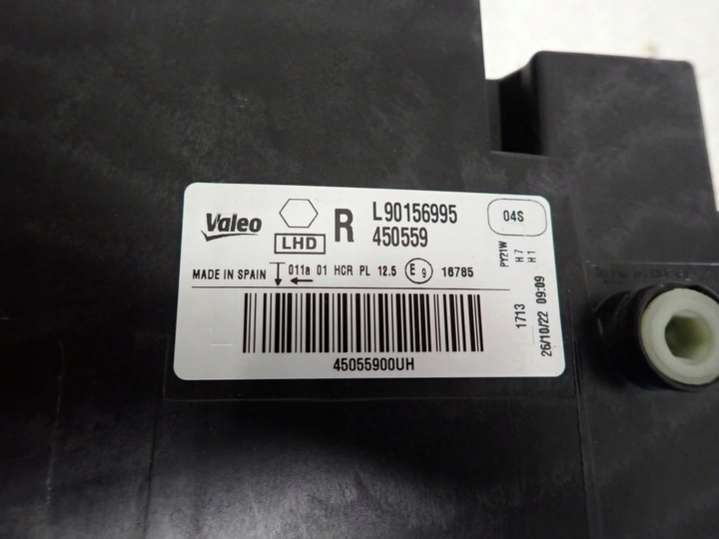 Valeo
LHD
R
L90156995
450559
04S
MADE IN SPAIN
011a 01 HCR PL 12.5
E9
16785
45055900UH
PY21W
H7
H1
1713
26/10/22 09:09